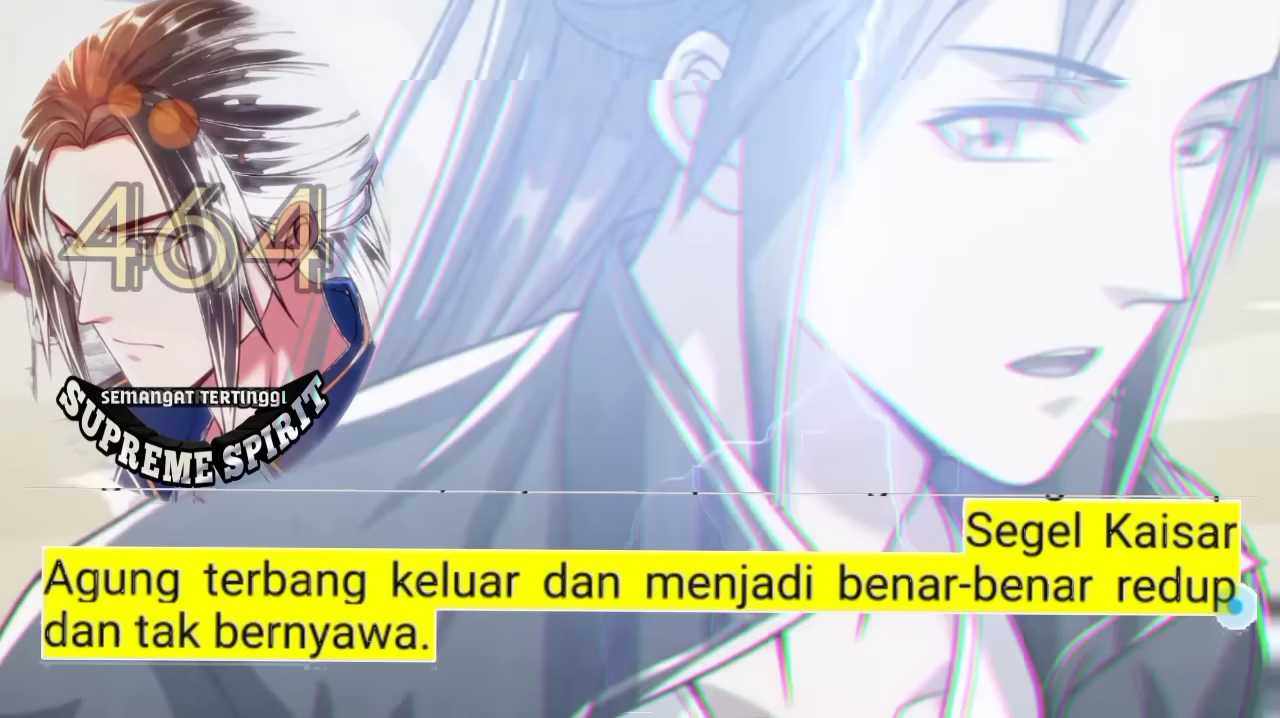 464
SEMANGAT TERTINGGI
SUPREME SPIRIT
Segel Kaisar
Agung terbang keluar dan menjadi benar-benar redup
dan tak bernyawa.